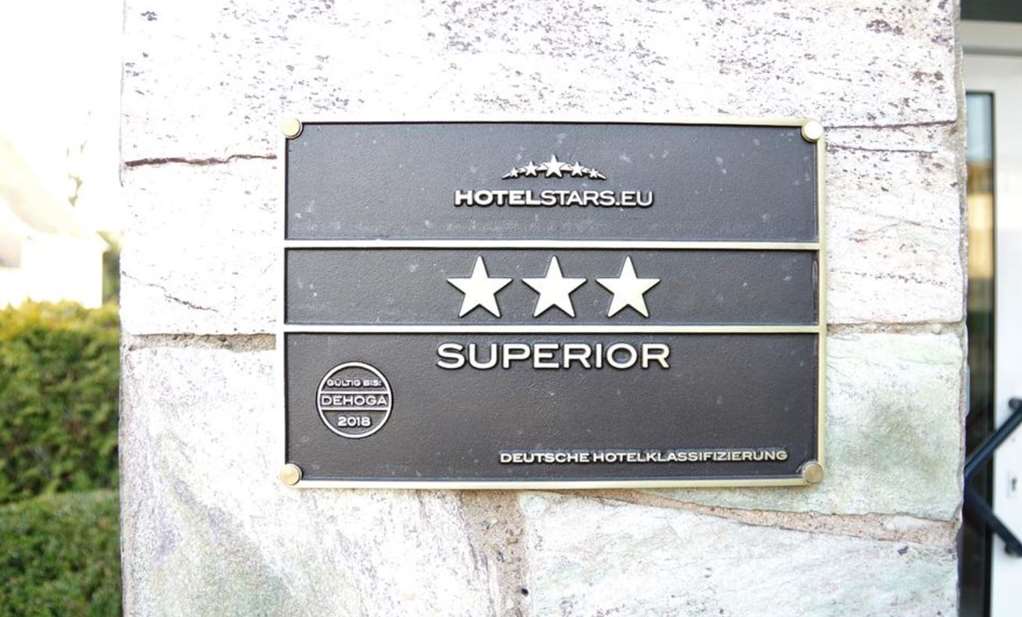 HOTELSTARS.EU
SUPERIOR
GÜLTIG BIS:
DEHOGA
2018
DEUTSCHE HOTELKLASSIFIZIERUNG